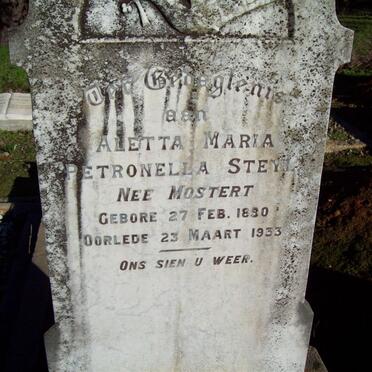 Ter Gedagtenis
aan
Aletta Maria
Petronella Steyn
Nee Mostert
Gebore 27 Feb. 1880
Oorlede 23 Maart 1933
Ons sien u weer.